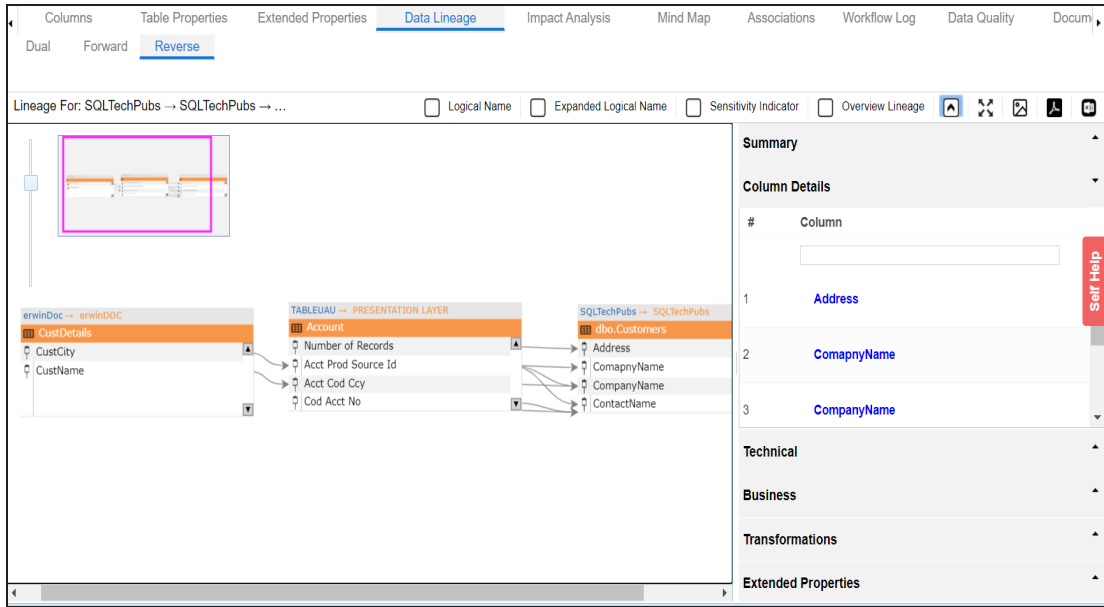 Columns Table Properties Extended Properties Data Lineage Impact Analysis Mind Map Associations Workflow Log Data Quality Docum
Dual Forward Reverse
Lineage For: SQLTechPubs → SQLTechPubs → ... Logical Name Expanded Logical Name Sensitivity Indicator Overview Lineage
Summary
Column Details
# Column
Self Help
1 Address
2 ComapnyName
3 CompanyName
Technical
Business
Transformations
Extended Properties
erwinDoc → erwinDOC
CustDetails
CustCity
CustName
TABLEUAU → PRESENTATION LAYER
Account
Number of Records
Acct Prod Source Id
Acct Cod Ccy
Cod Acct No
SQLTechPubs → SQLTechPubs
dbo.Customers
Address
ComapnyName
CompanyName
ContactName